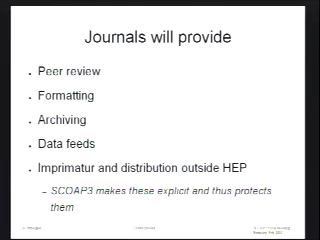 Journals will provide
Peer review
Formatting
Archiving
Data feeds
Imprimatur and distribution outside HEP
– SCOAP3 makes these explicit and thus protects
them